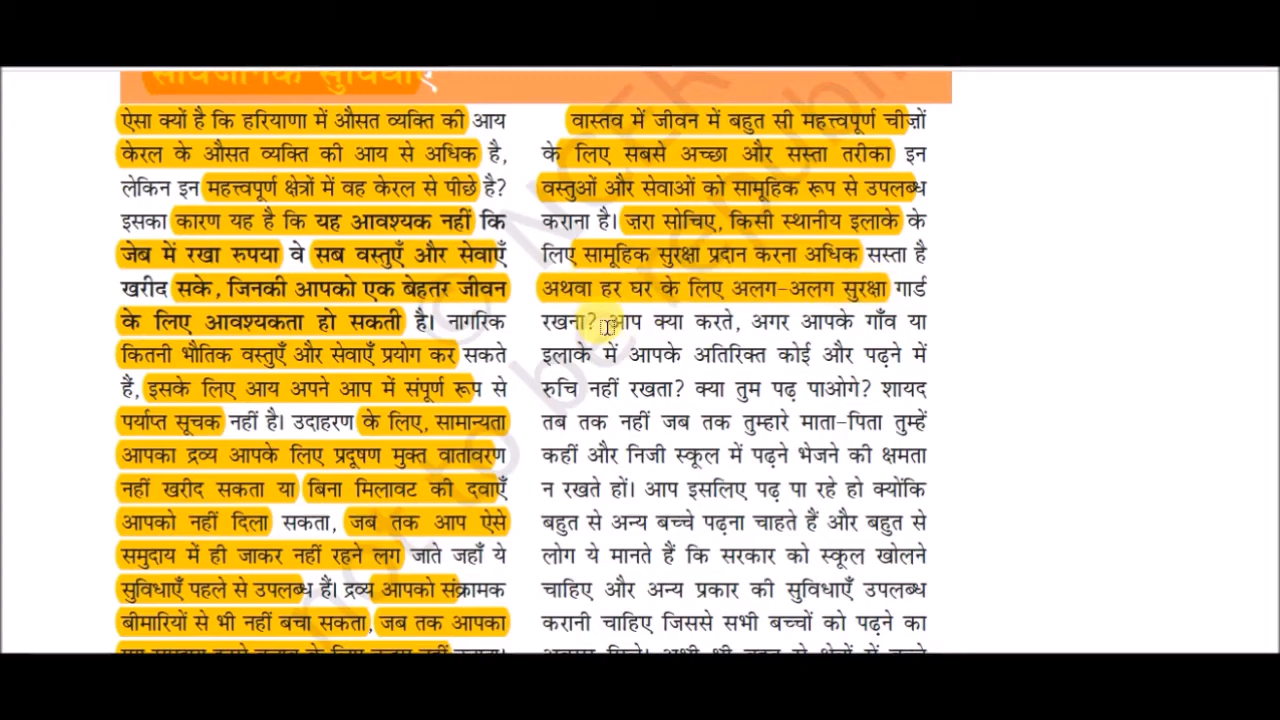 सार्वजनिक सुविधाएँ
ऐसा क्यों है कि हरियाणा में औसत व्यक्ति की आय
केरल के औसत व्यक्ति की आय से अधिक है,
लेकिन इन महत्त्वपूर्ण क्षेत्रों में वह केरल से पीछे है?
इसका कारण यह है कि यह आवश्यक नहीं कि
जेब में रखा रुपया वे सब वस्तुएँ और सेवाएँ
खरीद सके, जिनकी आपको एक बेहतर जीवन
के लिए आवश्यकता हो सकती है। नागरिक
कितनी भौतिक वस्तुएँ और सेवाएँ प्रयोग कर सकते
हैं, इसके लिए आय अपने आप में संपूर्ण रूप से
पर्याप्त सूचक नहीं है। उदाहरण के लिए, सामान्यता
आपका द्रव्य आपके लिए प्रदूषण मुक्त वातावरण
नहीं खरीद सकता या बिना मिलावट की दवाएँ
आपको नहीं दिला सकता, जब तक आप ऐसे
समुदाय में ही जाकर नहीं रहने लग जाते जहाँ ये
सुविधाएँ पहले से उपलब्ध हैं। द्रव्य आपको संक्रामक
बीमारियों से भी नहीं बचा सकता, जब तक आपका
वास्तव में जीवन में बहुत सी महत्त्वपूर्ण चीज़ों
के लिए सबसे अच्छा और सस्ता तरीका इन
वस्तुओं और सेवाओं को सामूहिक रूप से उपलब्ध
कराना है। ज़रा सोचिए, किसी स्थानीय इलाके के
लिए सामूहिक सुरक्षा प्रदान करना अधिक सस्ता है
अथवा हर घर के लिए अलग-अलग सुरक्षा गार्ड
रखना? आप क्या करते, अगर आपके गाँव या
इलाके में आपके अतिरिक्त कोई और पढ़ने में
रुचि नहीं रखता? क्या तुम पढ़ पाओगे? शायद
तब तक नहीं जब तक तुम्हारे माता-पिता तुम्हें
कहीं और निजी स्कूल में पढ़ने भेजने की क्षमता
न रखते हों। आप इसलिए पढ़ पा रहे हो क्योंकि
बहुत से अन्य बच्चे पढ़ना चाहते हैं और बहुत से
लोग ये मानते हैं कि सरकार को स्कूल खोलने
चाहिए और अन्य प्रकार की सुविधाएँ उपलब्ध
करानी चाहिए जिससे सभी बच्चों को पढ़ने का